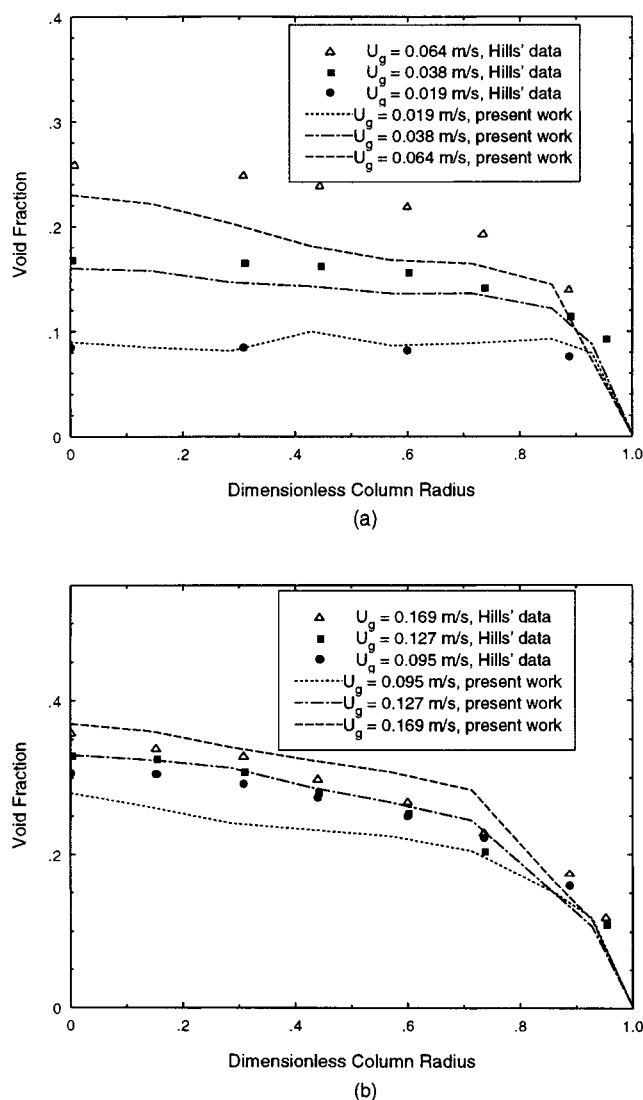 .4
.3
.2
.1
0
Void Fraction
U_g = 0.064 m/s, Hills' data
U_g = 0.038 m/s, Hills' data
U_g = 0.019 m/s, Hills' data
U_g = 0.019 m/s, present work
U_g = 0.038 m/s, present work
U_g = 0.064 m/s, present work
0 .2 .4 .6 .8 1.0
Dimensionless Column Radius
(a)
.4
.2
0
Void Fraction
U_g = 0.169 m/s, Hills' data
U_g = 0.127 m/s, Hills' data
U_g = 0.095 m/s, Hills' data
U_g = 0.095 m/s, present work
U_g = 0.127 m/s, present work
U_g = 0.169 m/s, present work
0 .2 .4 .6 .8 1.0
Dimensionless Column Radius
(b)